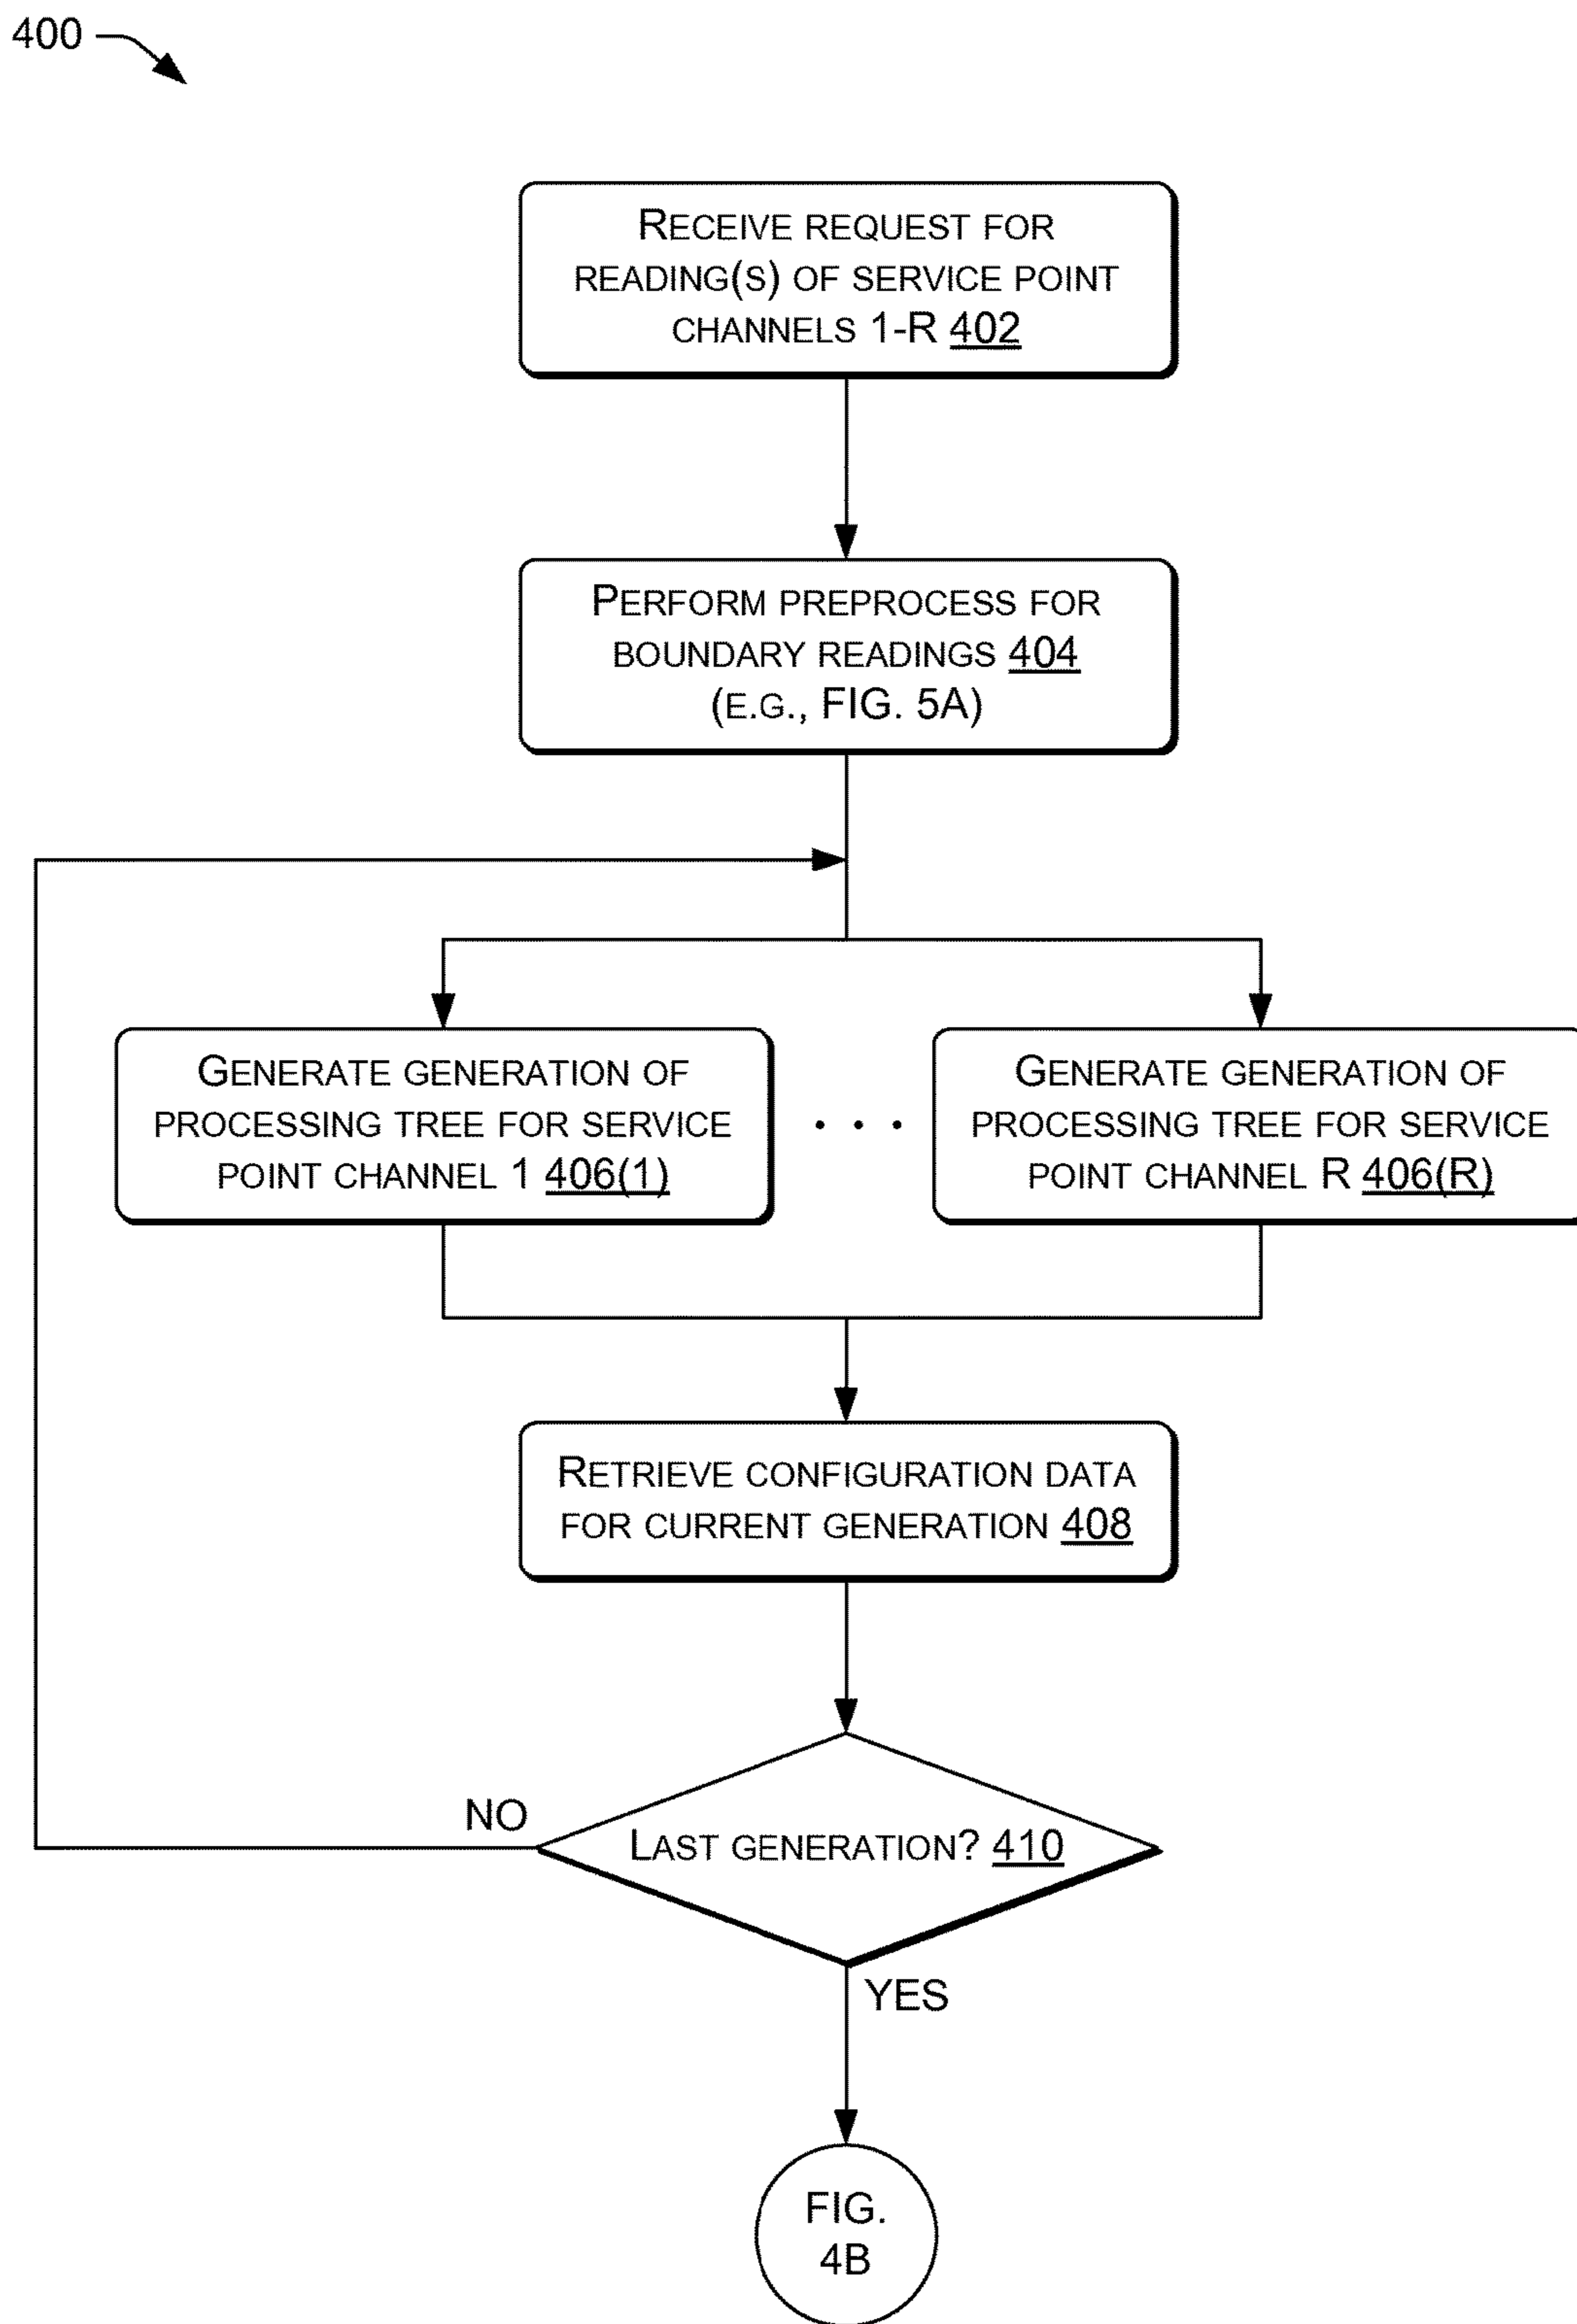 400
RECEIVE REQUEST FOR
READING(S) OF SERVICE POINT
CHANNELS 1-R 402
PERFORM PREPROCESS FOR
BOUNDARY READINGS 404
(E.G., FIG. 5A)
GENERATE GENERATION OF
PROCESSING TREE FOR SERVICE
POINT CHANNEL 1 406(1)
. . .
GENERATE GENERATION OF
PROCESSING TREE FOR SERVICE
POINT CHANNEL R 406(R)
RETRIEVE CONFIGURATION DATA
FOR CURRENT GENERATION 408
NO
LAST GENERATION? 410
YES
FIG.
4B